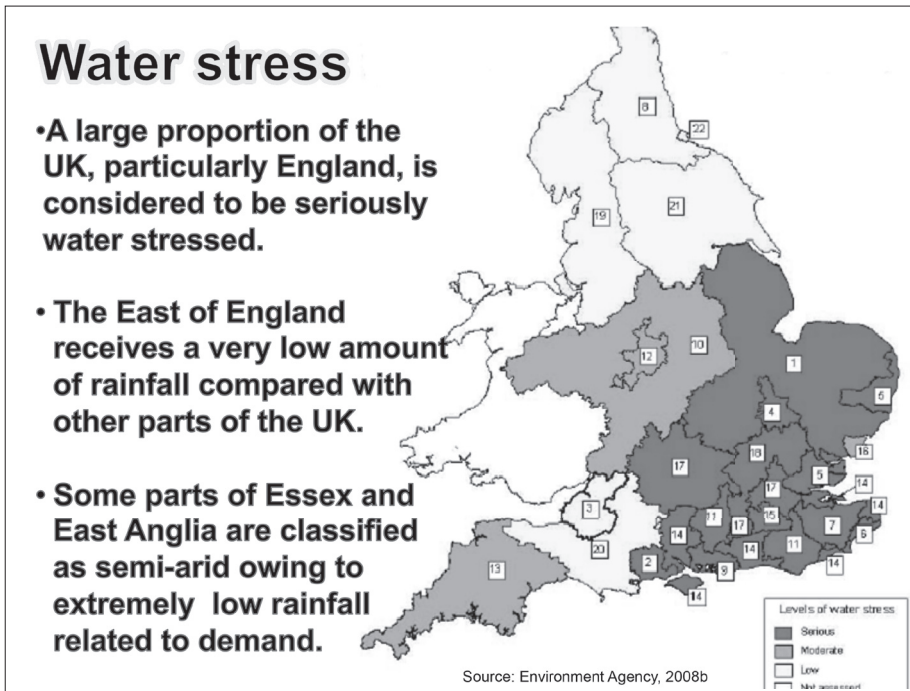 Water stress
•A large proportion of the
UK, particularly England, is
considered to be seriously
water stressed.
• The East of England
receives a very low amount
of rainfall compared with
other parts of the UK.
• Some parts of Essex and
East Anglia are classified
as semi-arid owing to
extremely low rainfall
related to demand.
8
22
19
21
10
12
1
6
4
18
16
17
5
14
17
3
14
11
17
15
7
6
14
20
2
14
11
14
13
9
14
Levels of water stress
Serious
Moderate
Low
Not assessed
Source: Environment Agency, 2008b